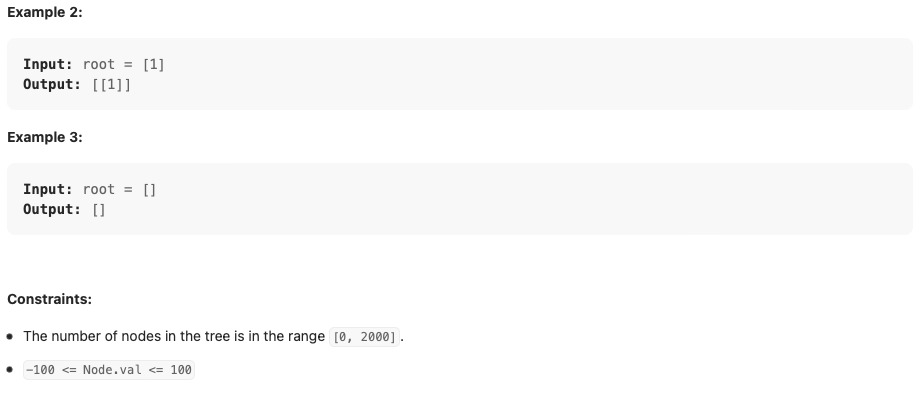 Example 2:
Input: root = [1]
Output: [[1]]
Example 3:
Input: root = []
Output: []
Constraints:
• The number of nodes in the tree is in the range [0, 2000].
• -100 <= Node.val <= 100